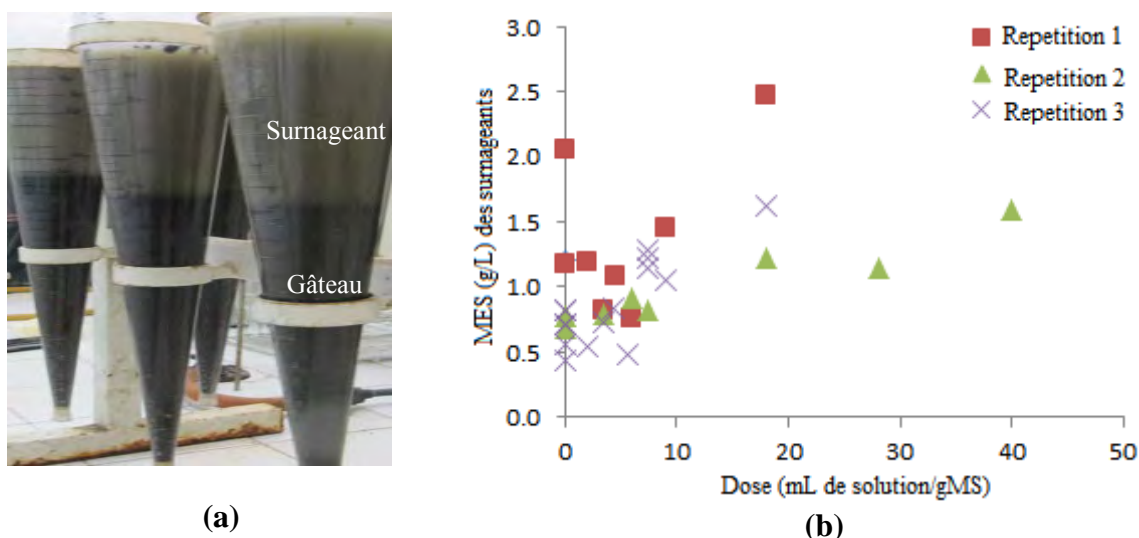 Surnageant
Gâteau
(a)
MES (g/L) des surnageants
3.0
2.5
2.0
1.5
1.0
0.5
0.0
0 10 20 30 40 50
Dose (mL de solution/gMS)
Repetition 1
Repetition 2
Repetition 3
(b)